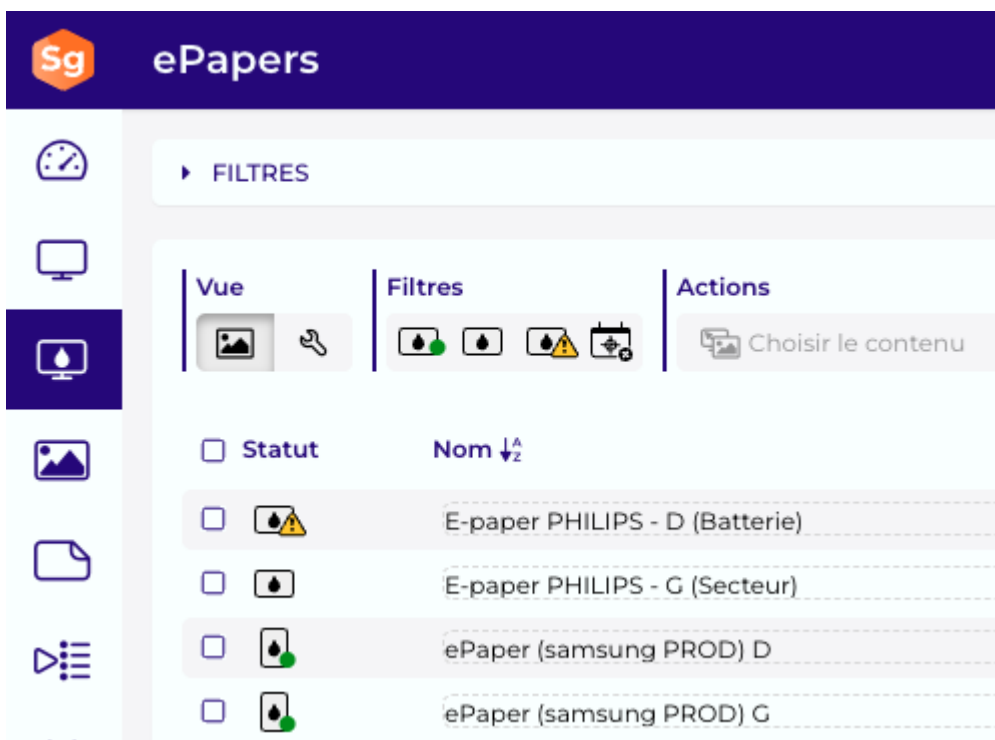 Sg ePapers
FILTRES
Vue Filtres Actions
Choisir le contenu
Statut Nom
E-paper PHILIPS - D (Batterie)
E-paper PHILIPS - G (Secteur)
ePaper (samsung PROD) D
ePaper (samsung PROD) G